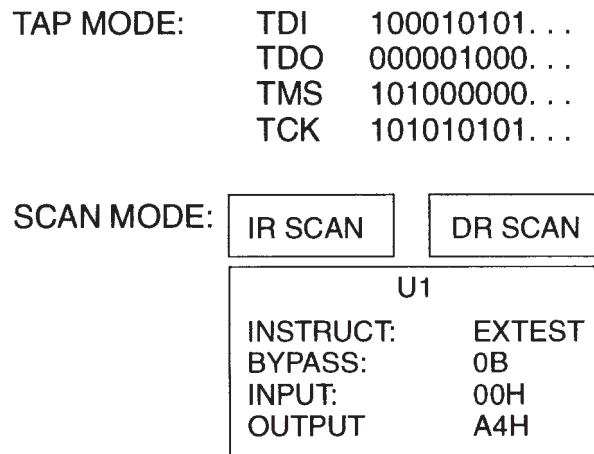 TAP MODE: TDI 100010101. . .
TDO 000001000. . .
TMS 101000000. . .
TCK 101010101. . .
SCAN MODE: IR SCAN DR SCAN
U1
INSTRUCT: EXTEST
BYPASS: 0B
INPUT: 00H
OUTPUT A4H